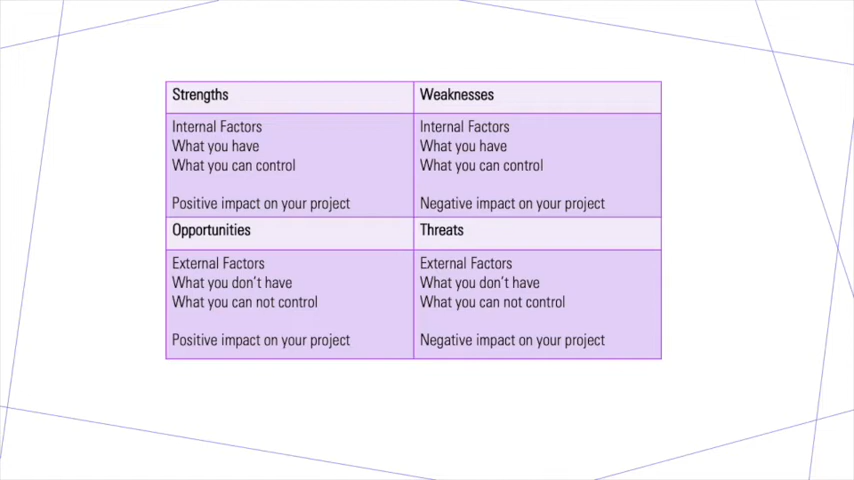 Strengths
Weaknesses
Internal Factors
What you have
What you can control
Positive impact on your project
Internal Factors
What you have
What you can control
Negative impact on your project
Opportunities
Threats
External Factors
What you don't have
What you can not control
Positive impact on your project
External Factors
What you don't have
What you can not control
Negative impact on your project